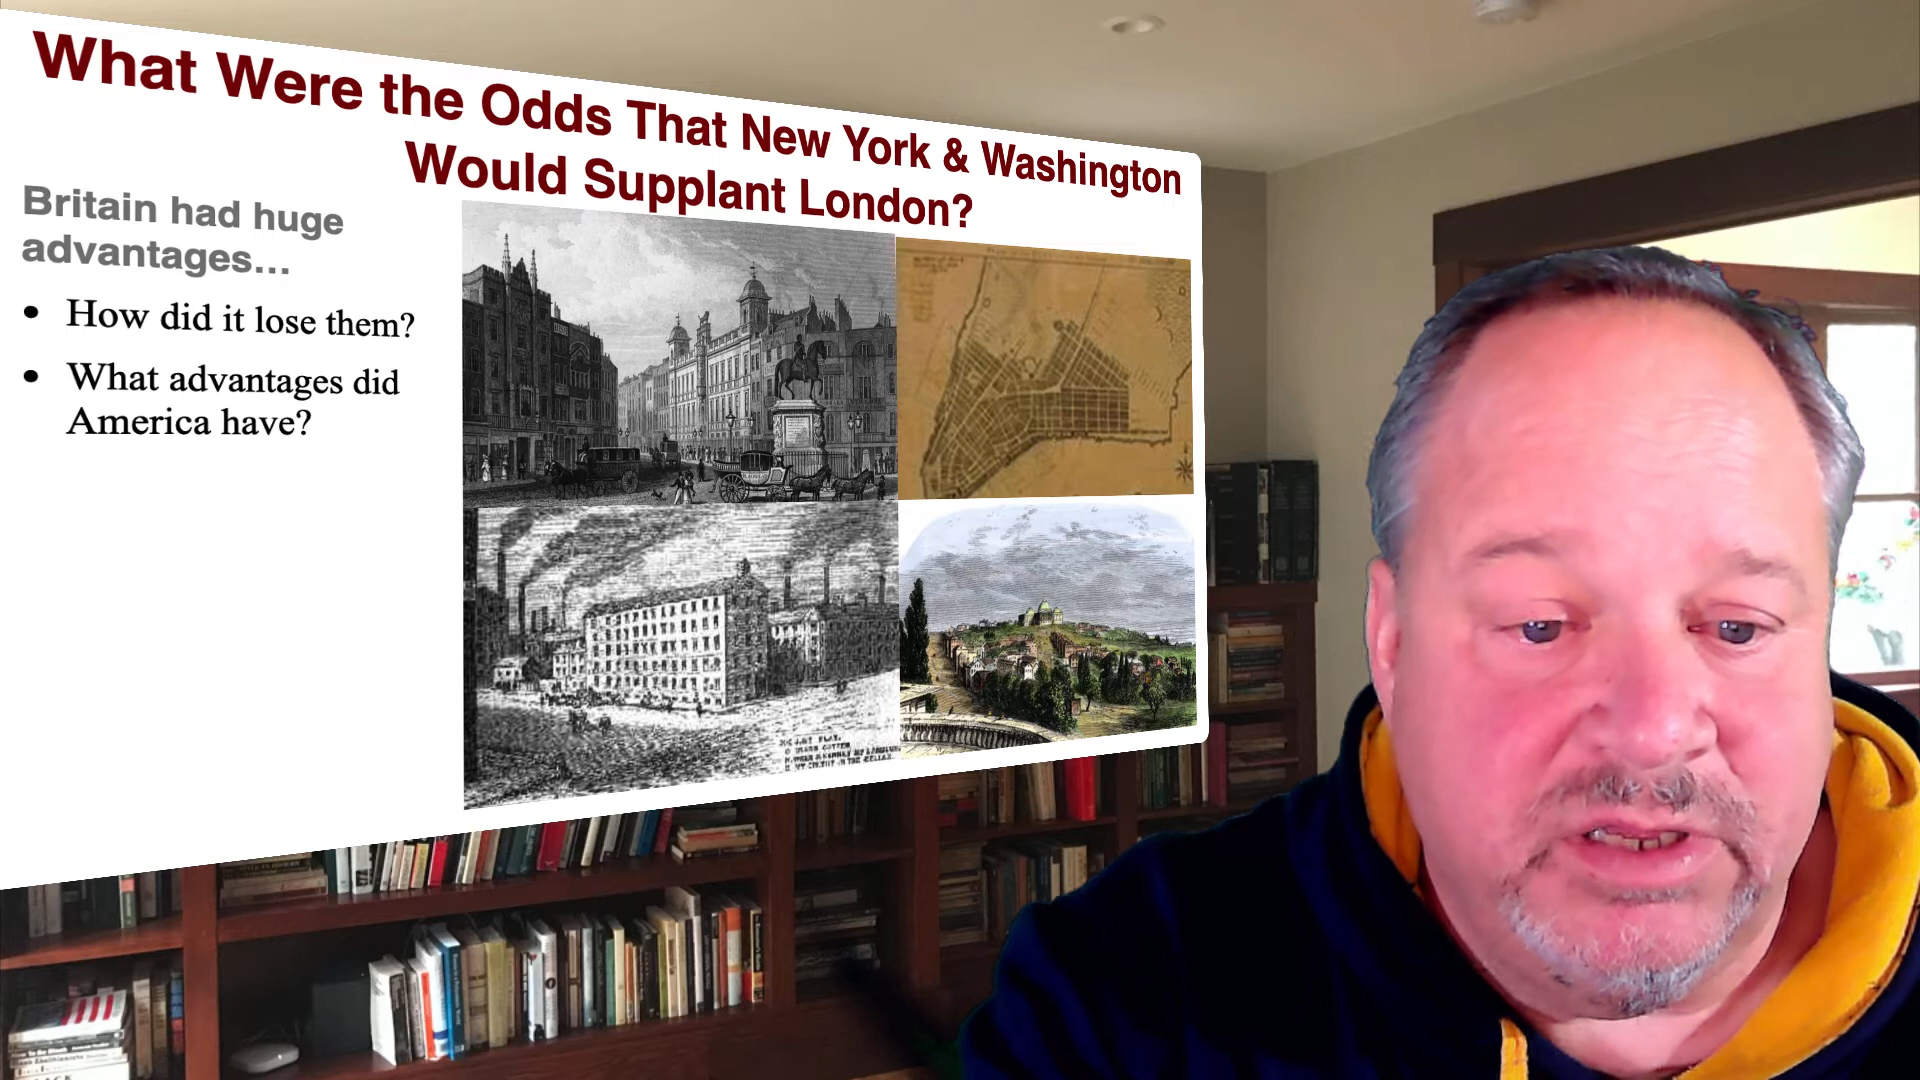 What Were the Odds That New York & Washington
Would Supplant London?
Britain had huge
advantages…
• How did it lose them?
• What advantages did
America have?